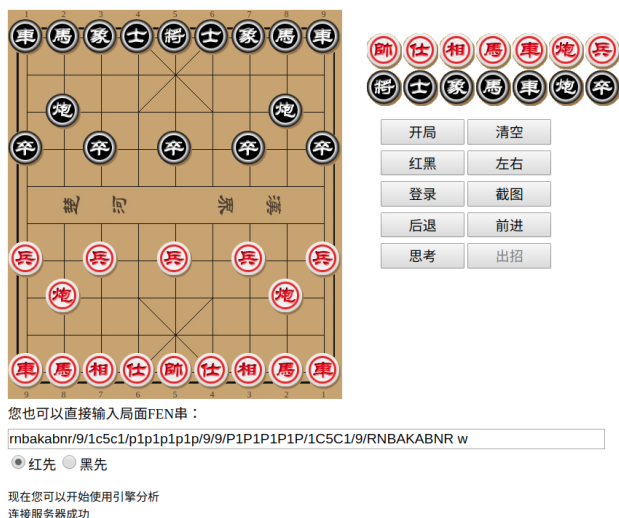 1 2 3 4 5 6 7 8 9
車 馬 象 士 將 士 象 馬 車
炮 炮
卒 卒 卒 卒 卒
楚 河 界 漢
兵 兵 兵 兵 兵
炮 炮
車 馬 相 仕 帥 仕 相 馬 車
9 8 7 6 5 4 3 2 1
帥 仕 相 馬 車 炮 兵
將 士 象 馬 車 炮 卒
开局 清空
红黑 左右
登录 截图
后退 前进
思考 出招
您也可以直接输入局面FEN串：
rnbakabnr/9/1c5c1/p1p1p1p1p/9/9/P1P1P1P1P/1C5C1/9/RNBAKABNR w
红先 黑先
现在您可以开始使用引擎分析
连接服务器成功